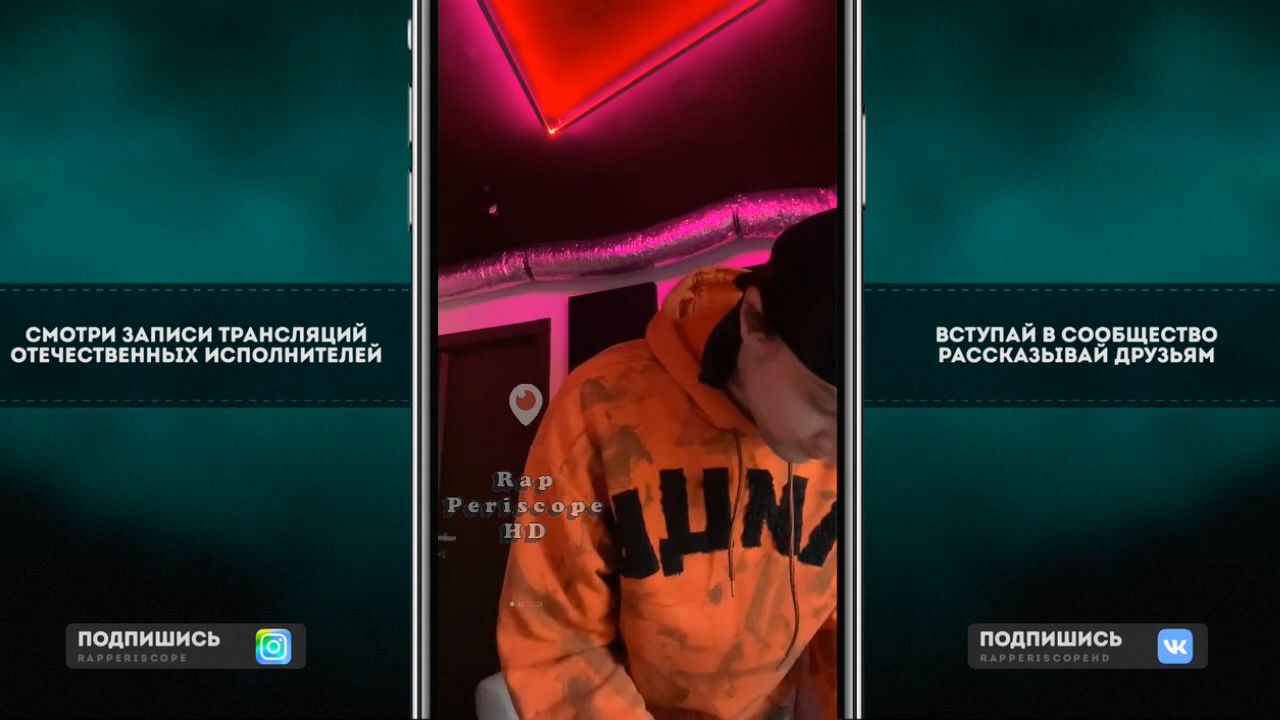 СМОТРИ ЗАПИСИ ТРАНСЛЯЦИЙ
ОТЕЧЕСТВЕННЫХ ИСПОЛНИТЕЛЕЙ
ВСТУПАЙ В СООБЩЕСТВО
РАССКАЗЫВАЙ ДРУЗЬЯМ
Rap
Periscope
HD
ПОДПИШИСЬ
RAPPERISCOPE
ПОДПИШИСЬ
RAPPERISCOPEHD